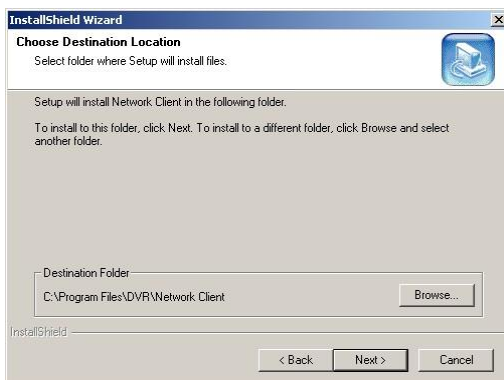 InstallShield Wizard
Choose Destination Location
Select folder where Setup will install files.
Setup will install Network Client in the following folder.
To install to this folder, click Next. To install to a different folder, click Browse and select
another folder.
Destination Folder
C:\Program Files\DVR\Network Client
Browse...
InstallShield
< Back
Next >
Cancel